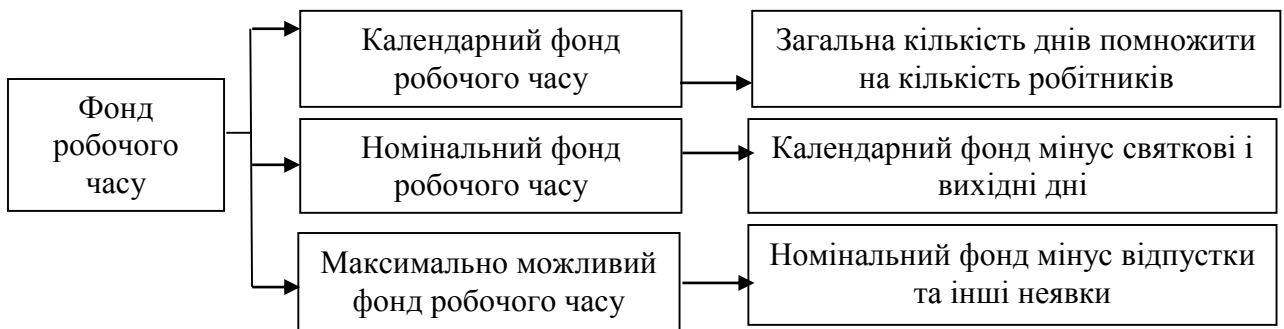 Фонд
робочого
часу
Календарний фонд
робочого часу
Загальна кількість днів помножити
на кількість робітників
Номінальний фонд
робочого часу
Календарний фонд мінус святкові і
вихідні дні
Максимально можливий
фонд робочого часу
Номінальний фонд мінус відпустки
та інші неявки